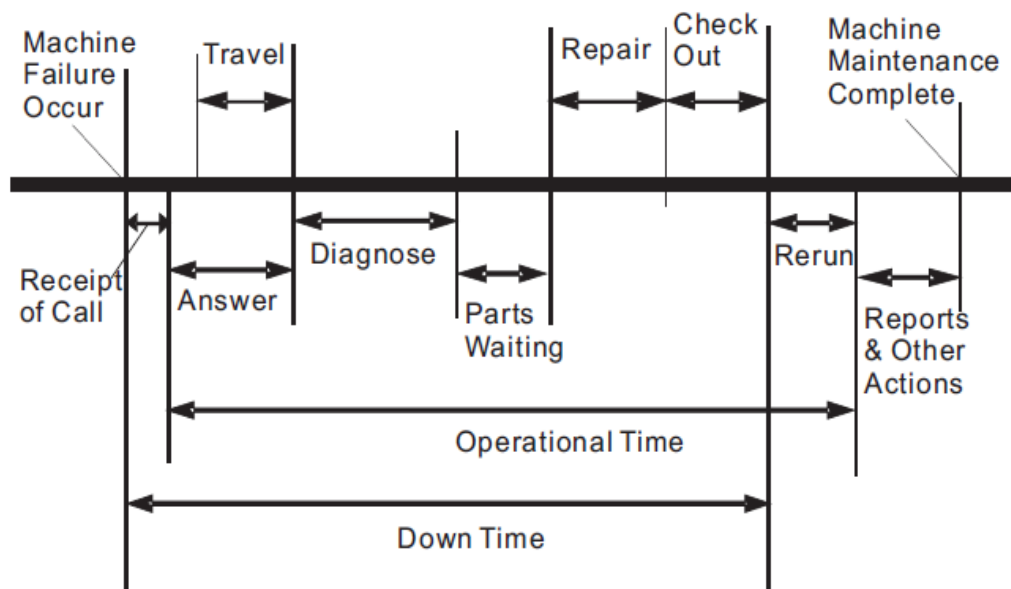 Machine
Failure
Occur
Travel
Repair
Check
Out
Machine
Maintenance
Complete
Receipt
of Call
Answer
Diagnose
Parts
Waiting
Rerun
Reports
& Other
Actions
Operational Time
Down Time